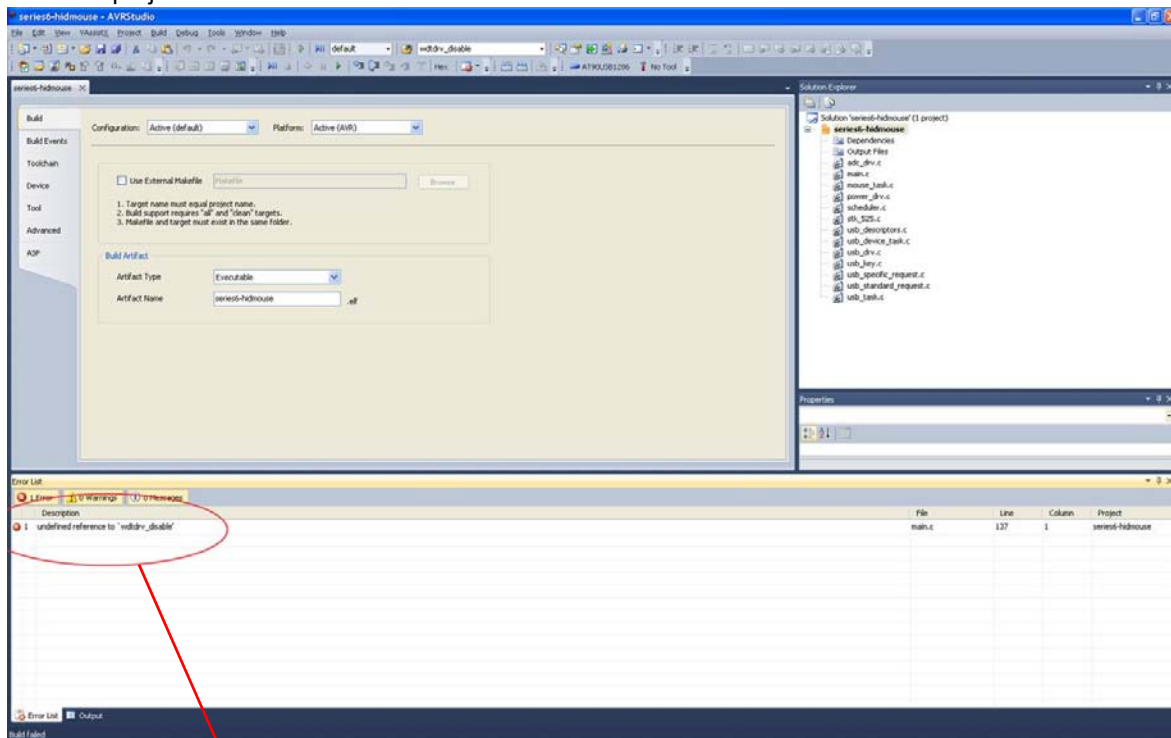 series6-hidmouse - AVRStudio
File Edit View VAssistX Project Build Debug Tools Window Help
default wdtdrv_disable
Hex AT90USB1286 No Tool
series6-hidmouse
Solution Explorer
Build
Build Events
Toolchain
Device
Tool
Advanced
ASF
Configuration: Active (default) Platform: Active (AVR)
Use External Makefile Makefile Browse
1. Target name must equal project name.
2. Build support requires "all" and "clean" targets.
3. Makefile and target must exist in the same folder.
Build Artifact
Artifact Type Executable
Artifact Name series6-hidmouse .elf
Solution 'series6-hidmouse' (1 project)
series6-hidmouse
Dependencies
Output Files
adc_drv.c
main.c
mouse_task.c
power_drv.c
scheduler.c
stk_525.c
usb_descriptors.c
usb_device_task.c
usb_drv.c
usb_key.c
usb_specific_request.c
usb_standard_request.c
usb_task.c
Properties
Error List
1 Error 0 Warnings 0 Messages
Description File Line Column Project
1 undefined reference to `wdtdrv_disable' main.c 137 1 series6-hidmouse
Error List Output
Build failed